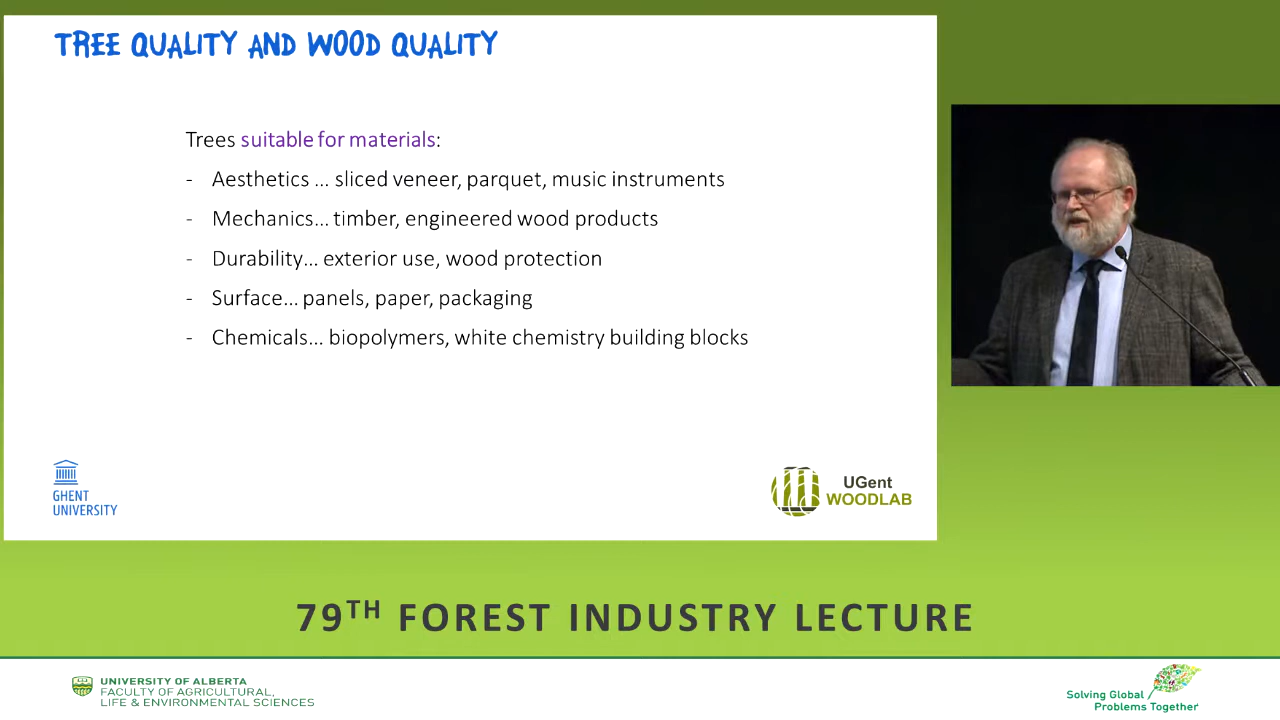 TREE QUALITY AND WOOD QUALITY
Trees suitable for materials:
- Aesthetics ... sliced veneer, parquet, music instruments
- Mechanics... timber, engineered wood products
- Durability... exterior use, wood protection
- Surface... panels, paper, packaging
- Chemicals... biopolymers, white chemistry building blocks
GHENT
UNIVERSITY
UGent
WOODLAB
79TH FOREST INDUSTRY LECTURE
UNIVERSITY OF ALBERTA
FACULTY OF AGRICULTURAL,
LIFE & ENVIRONMENTAL SCIENCES
Solving Global
Problems Together